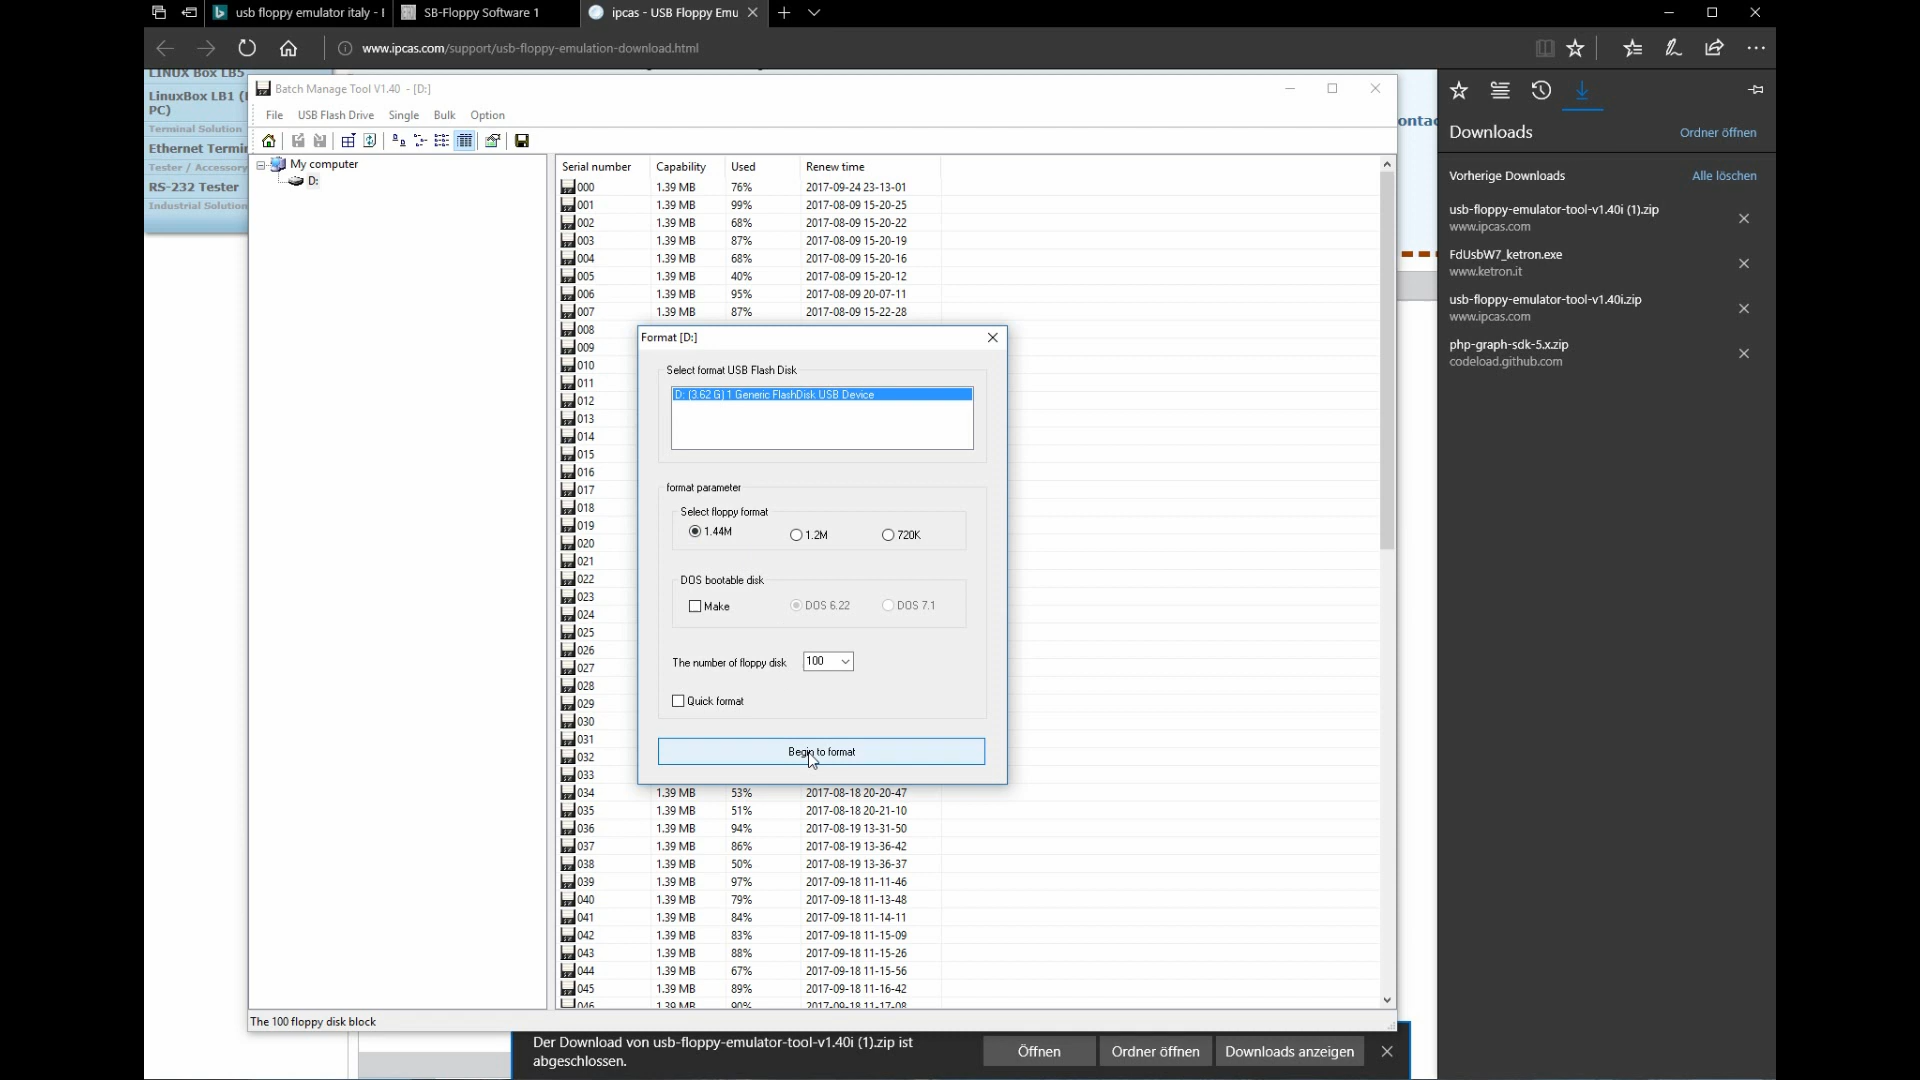 usb floppy emulator italy - I
SB-Floppy Software 1
ipcas - USB Floppy Emu
www.ipcas.com/support/usb-floppy-emulation-download.html
LINUX Box LB5
LinuxBox LB1 (
PC)
Terminal Solution
Ethernet Termin
Tester / Accessory
RS-232 Tester
Industrial Solution
Batch Manage Tool V1.40 - [D:]
File USB Flash Drive Single Bulk Option
My computer
D:
Serial number Capability Used Renew time
000 1.39 MB 76% 2017-09-24 23-13-01
001 1.39 MB 99% 2017-08-09 15-20-25
002 1.39 MB 68% 2017-08-09 15-20-22
003 1.39 MB 87% 2017-08-09 15-20-19
004 1.39 MB 68% 2017-08-09 15-20-16
005 1.39 MB 40% 2017-08-09 15-20-12
006 1.39 MB 95% 2017-08-09 20-07-11
007 1.39 MB 87% 2017-08-09 15-22-28
008
009
010
011
012
013
014
015
016
017
018
019
020
021
022
023
024
025
026
027
028
029
030
031
032
033
034 1.39 MB 53% 2017-08-18 20-20-47
035 1.39 MB 51% 2017-08-18 20-21-10
036 1.39 MB 94% 2017-08-19 13-31-50
037 1.39 MB 86% 2017-08-19 13-36-42
038 1.39 MB 50% 2017-08-19 13-36-37
039 1.39 MB 97% 2017-09-18 11-11-46
040 1.39 MB 79% 2017-09-18 11-13-48
041 1.39 MB 84% 2017-09-18 11-14-11
042 1.39 MB 83% 2017-09-18 11-15-09
043 1.39 MB 88% 2017-09-18 11-15-26
044 1.39 MB 67% 2017-09-18 11-15-56
045 1.39 MB 89% 2017-09-18 11-16-42
046 1.39 MB 90% 2017-09-18 11-17-08
Format [D:]
Select format USB Flash Disk
D: (3.62 G) 1 Generic FlashDisk USB Device
format parameter
Select floppy format
1.44M 1.2M 720K
DOS bootable disk
Make DOS 6.22 DOS 7.1
The number of floppy disk 100
Quick format
Begin to format
The 100 floppy disk block
ontac
Downloads Ordner öffnen
Vorherige Downloads Alle löschen
usb-floppy-emulator-tool-v1.40i (1).zip
www.ipcas.com
FdUsbW7_ketron.exe
www.ketron.it
usb-floppy-emulator-tool-v1.40i.zip
www.ipcas.com
php-graph-sdk-5.x.zip
codeload.github.com
Der Download von usb-floppy-emulator-tool-v1.40i (1).zip ist
abgeschlossen.
Öffnen Ordner öffnen Downloads anzeigen